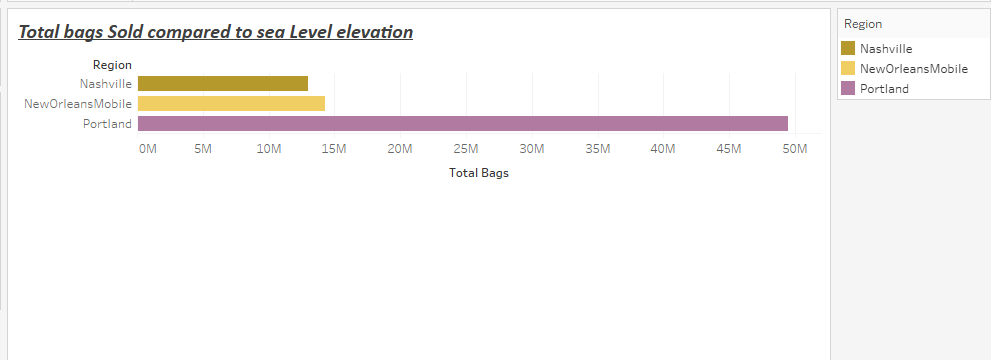 Total bags Sold compared to sea Level elevation
Region
Nashville
NewOrleansMobile
Portland
0M 5M 10M 15M 20M 25M 30M 35M 40M 45M 50M
Total Bags
Region
Nashville
NewOrleansMobile
Portland